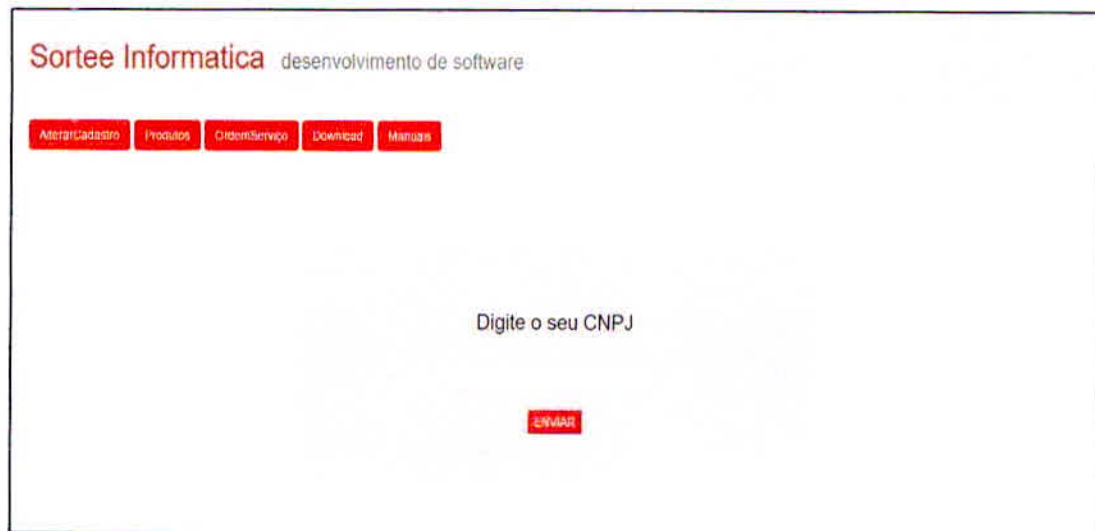 Sortee Informatica desenvolvimento de software
AlterarCadastro Produtos OrdemServiço Download Manuais
Digite o seu CNPJ
ENVIAR